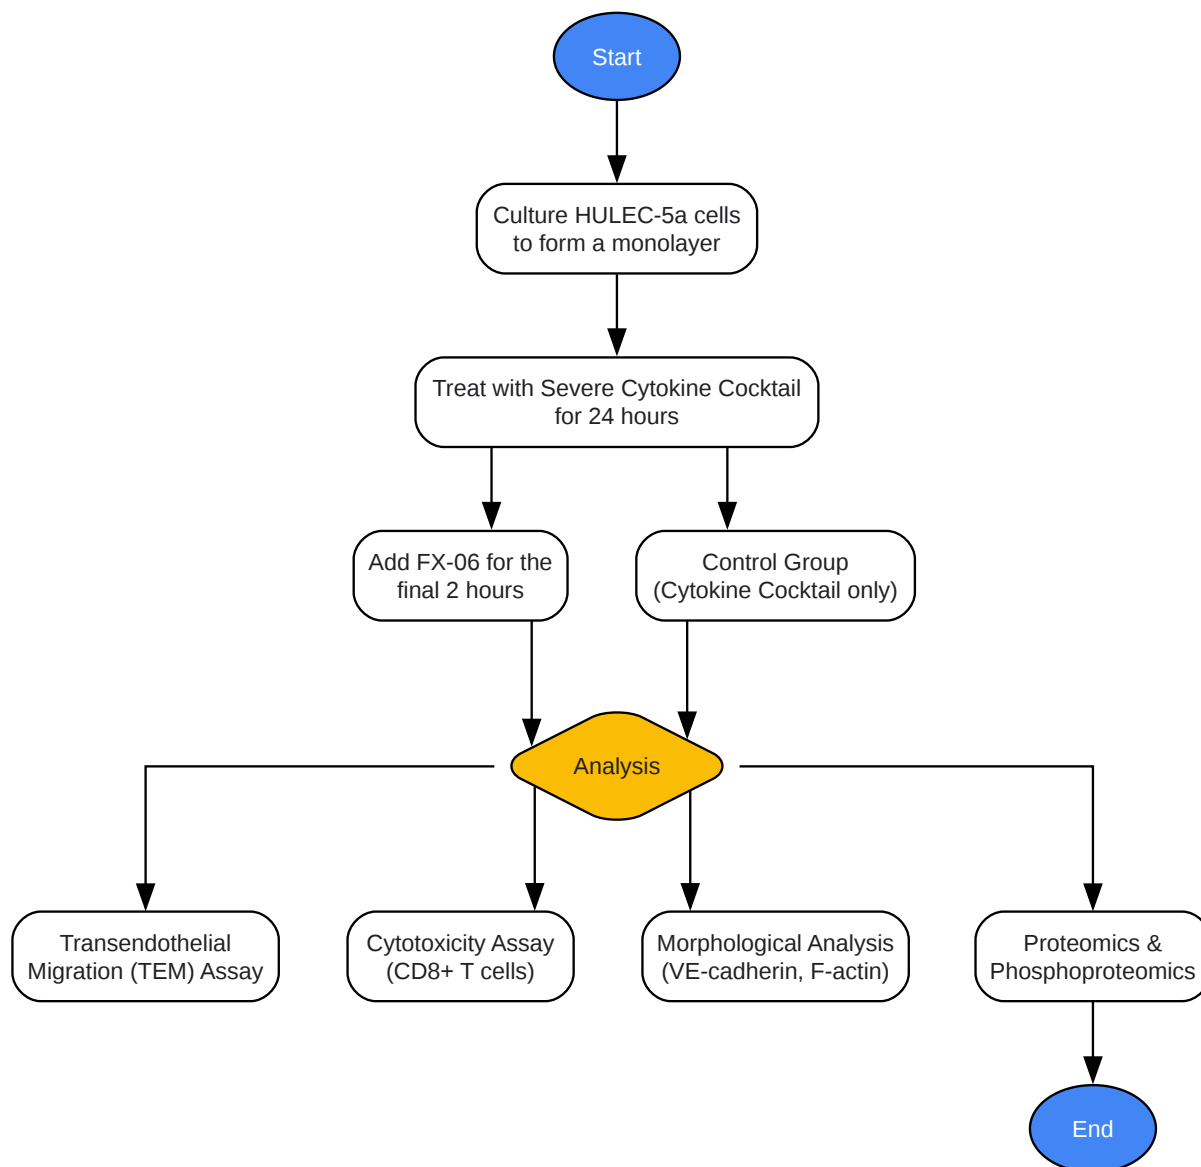 Start
Culture HULEC-5a cells
to form a monolayer
Treat with Severe Cytokine Cocktail
for 24 hours
Add FX-06 for the
final 2 hours
Control Group
(Cytokine Cocktail only)
Analysis
Transendothelial
Migration (TEM) Assay
Cytotoxicity Assay
(CD8+ T cells)
Morphological Analysis
(VE-cadherin, F-actin)
Proteomics &
Phosphoproteomics
End